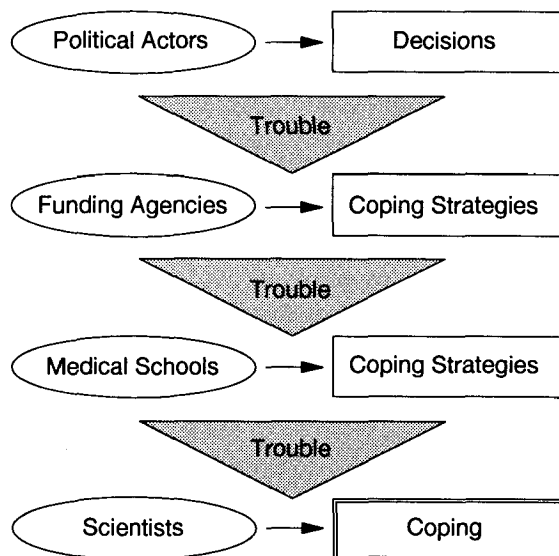 Political Actors
Decisions
Trouble
Funding Agencies
Coping Strategies
Trouble
Medical Schools
Coping Strategies
Trouble
Scientists
Coping